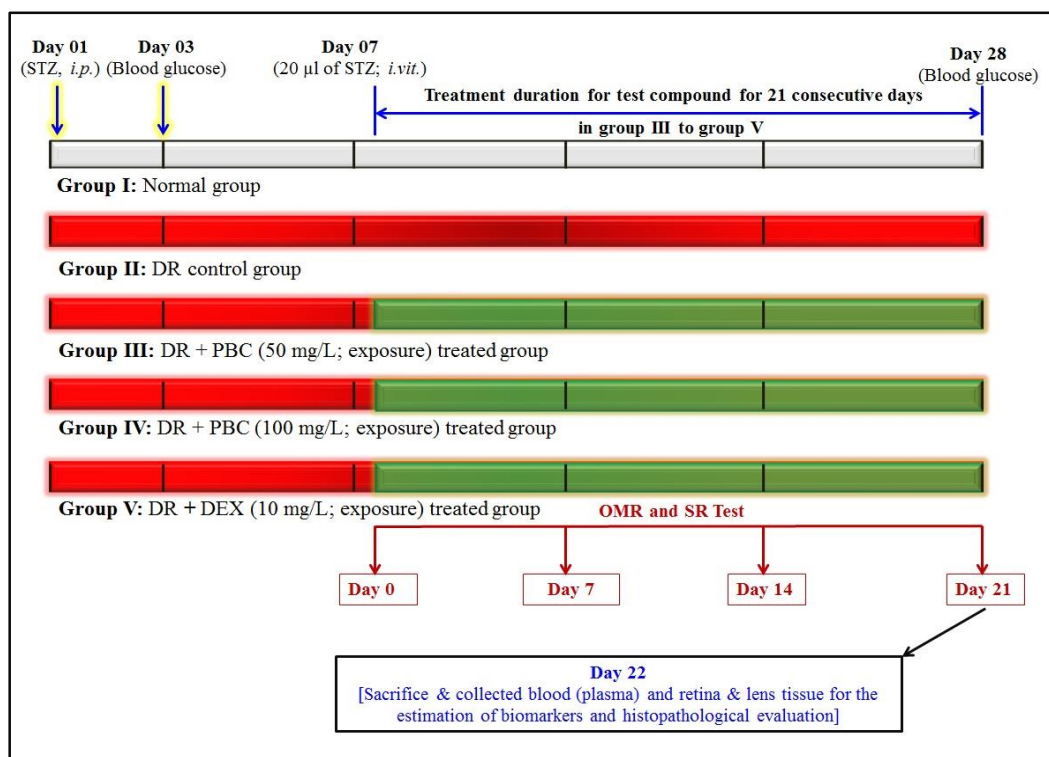 Day 01
(STZ, i.p.)
Day 03
(Blood glucose)
Day 07
(20 µl of STZ; i.vit.)
Day 28
(Blood glucose)
Treatment duration for test compound for 21 consecutive days
in group III to group V
Group I: Normal group
Group II: DR control group
Group III: DR + PBC (50 mg/L; exposure) treated group
Group IV: DR + PBC (100 mg/L; exposure) treated group
Group V: DR + DEX (10 mg/L; exposure) treated group
OMR and SR Test
Day 0
Day 7
Day 14
Day 21
Day 22
[Sacrifice & collected blood (plasma) and retina & lens tissue for the
estimation of biomarkers and histopathological evaluation]